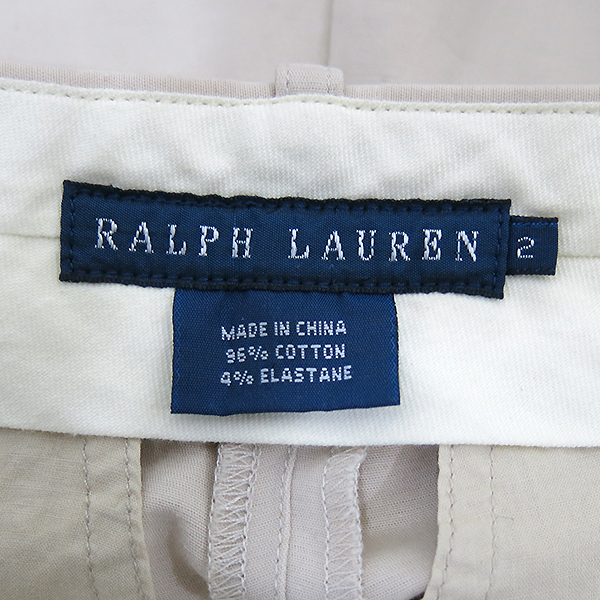 RALPH LAUREN 2
MADE IN CHINA
96% COTTON
4% ELASTANE